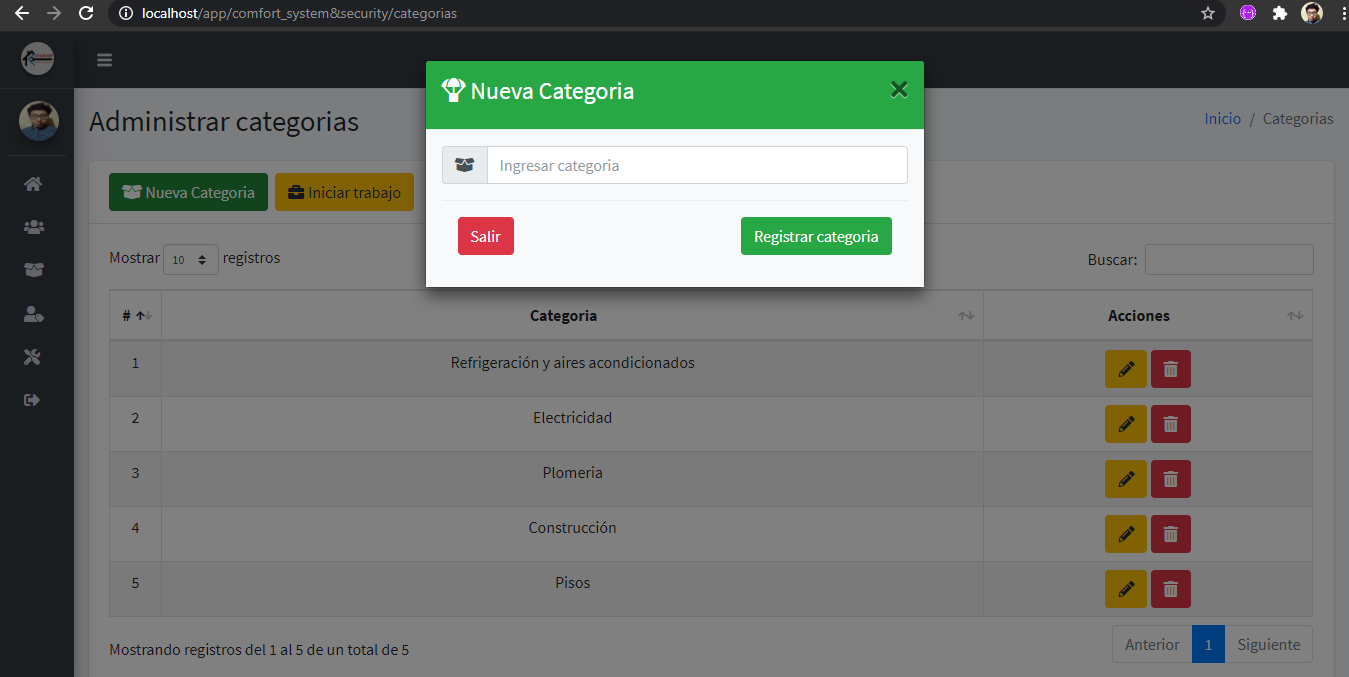 localhost/app/comfort_system&security/categorias
Nueva Categoria
Ingresar categoria
Salir
Registrar categoria
Administrar categorias
Inicio / Categorias
Nueva Categoria
Iniciar trabajo
Mostrar 10 registros
Buscar:
# Categoria Acciones
1 Refrigeración y aires acondicionados
2 Electricidad
3 Plomeria
4 Construcción
5 Pisos
Mostrando registros del 1 al 5 de un total de 5
Anterior 1 Siguiente